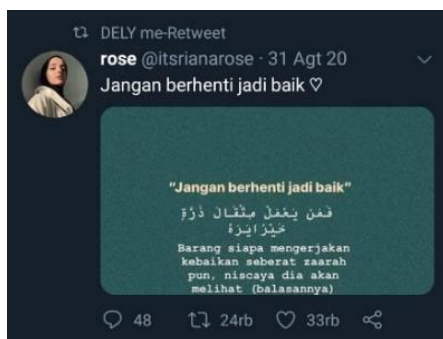 DELY me-Retweet
rose @itsrianarose · 31 Agt 20
Jangan berhenti jadi baik ♡
“Jangan berhenti jadi baik”
فَمَن يَعْمَلْ مِثْقَالَ ذَرَّةٍ
خَيْرًا يَرَهُ
Barang siapa mengerjakan
kebaikan seberat zaarah
pun, niscaya dia akan
melihat (balasannya)
48 24rb 33rb